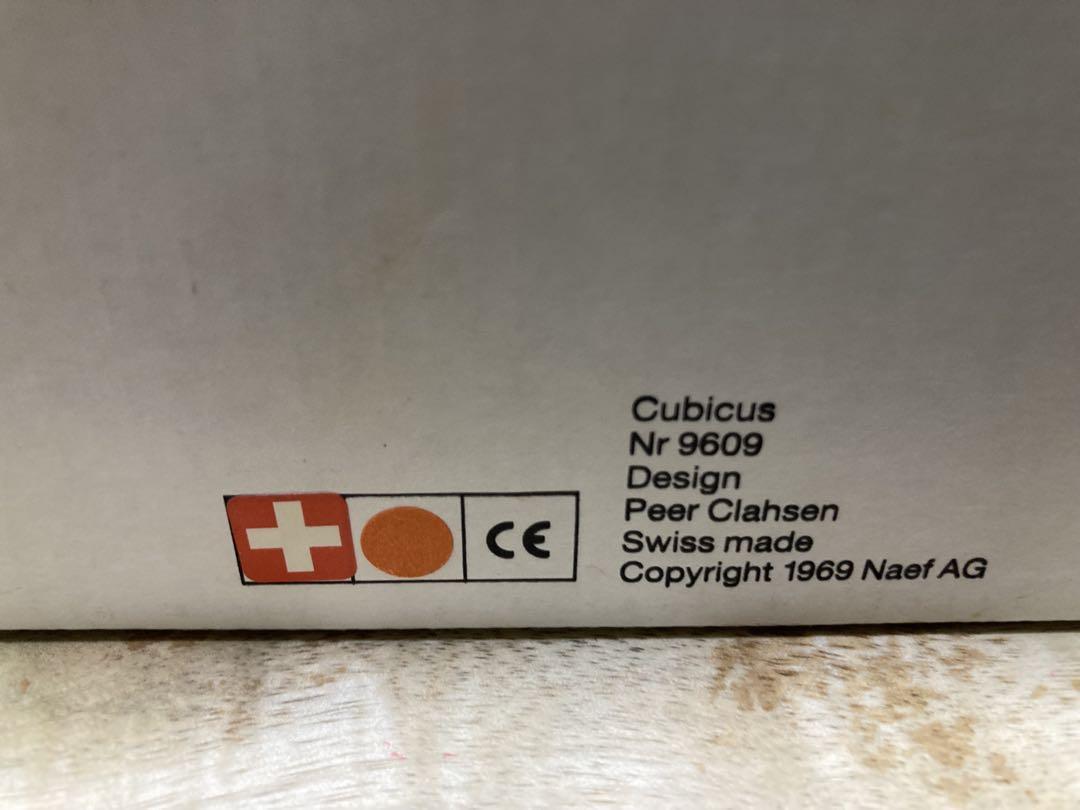 CE
Cubicus
Nr 9609
Design
Peer Clahsen
Swiss made
Copyright 1969 Naef AG